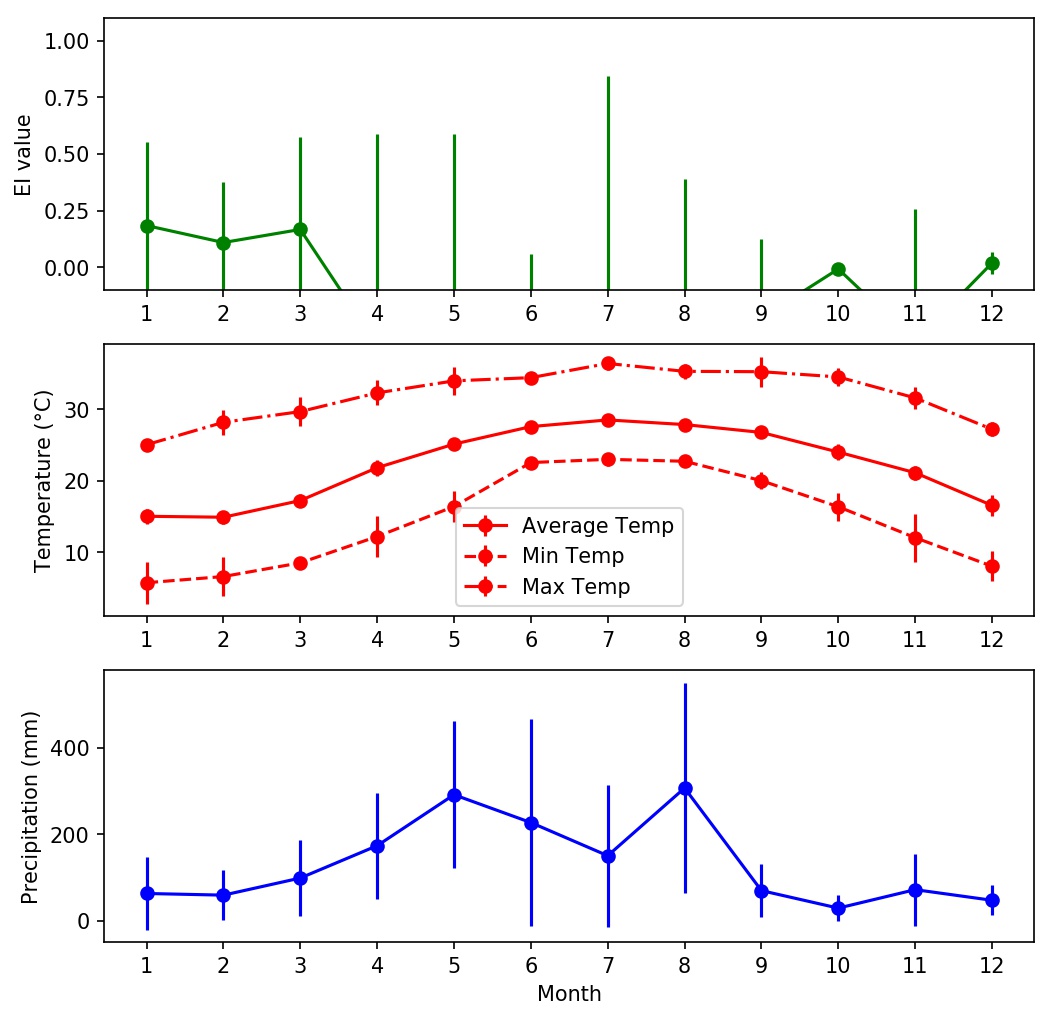 EI value
1.00
0.75
0.50
0.25
0.00
1 2 3 4 5 6 7 8 9 10 11 12
Temperature (°C)
30
20
10
Average Temp
Min Temp
Max Temp
1 2 3 4 5 6 7 8 9 10 11 12
Precipitation (mm)
400
200
0
1 2 3 4 5 6 7 8 9 10 11 12
Month